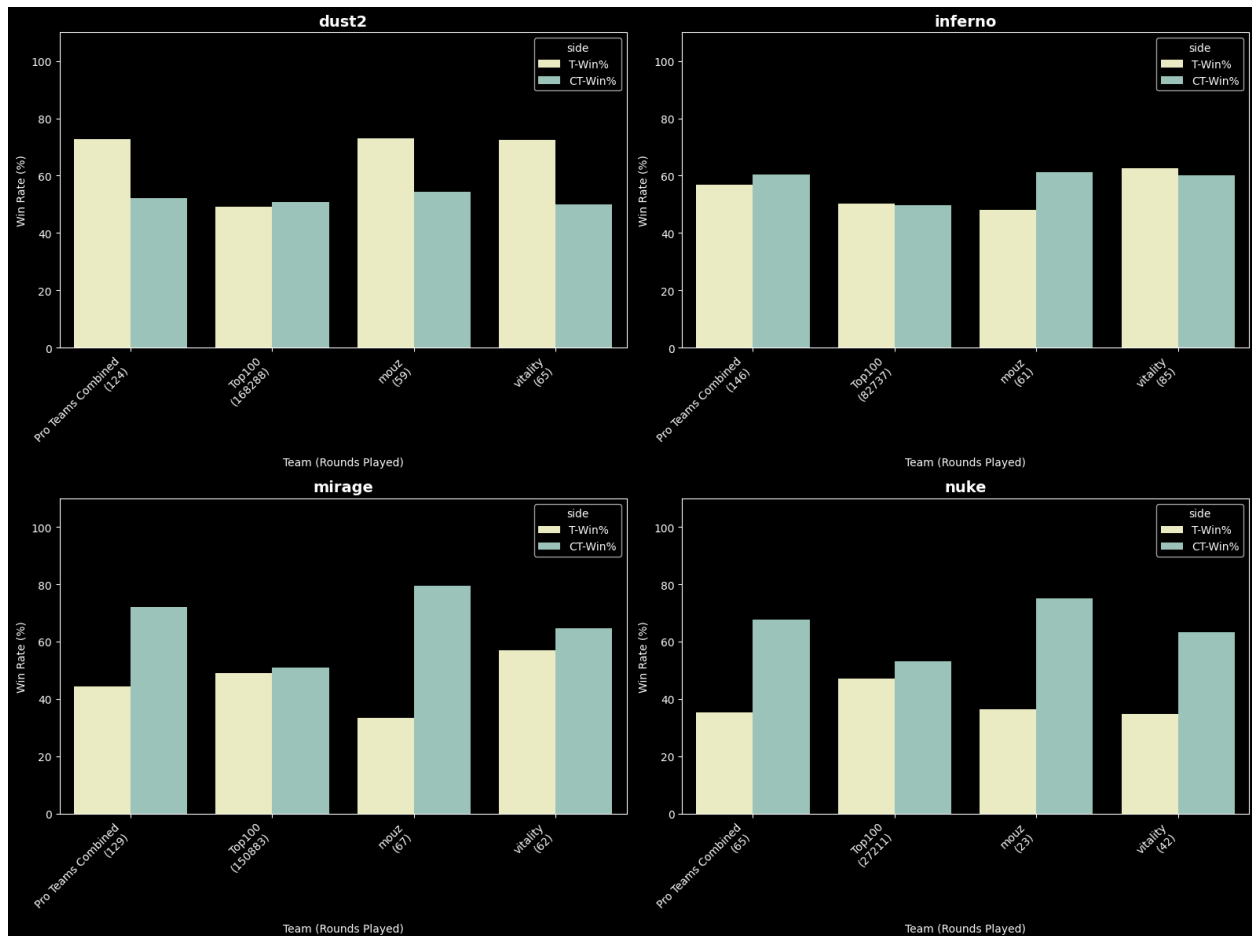 dust2
Win Rate (%)
100
80
60
40
20
0
side
T-Win%
CT-Win%
Pro Teams Combined
(124)
Top100
(168288)
mouz
(59)
vitality
(65)
Team (Rounds Played)
inferno
Win Rate (%)
100
80
60
40
20
0
side
T-Win%
CT-Win%
Pro Teams Combined
(146)
Top100
(82737)
mouz
(61)
vitality
(85)
Team (Rounds Played)
mirage
Win Rate (%)
100
80
60
40
20
0
side
T-Win%
CT-Win%
Pro Teams Combined
(129)
Top100
(150883)
mouz
(67)
vitality
(62)
Team (Rounds Played)
nuke
Win Rate (%)
100
80
60
40
20
0
side
T-Win%
CT-Win%
Pro Teams Combined
(65)
Top100
(27211)
mouz
(23)
vitality
(42)
Team (Rounds Played)